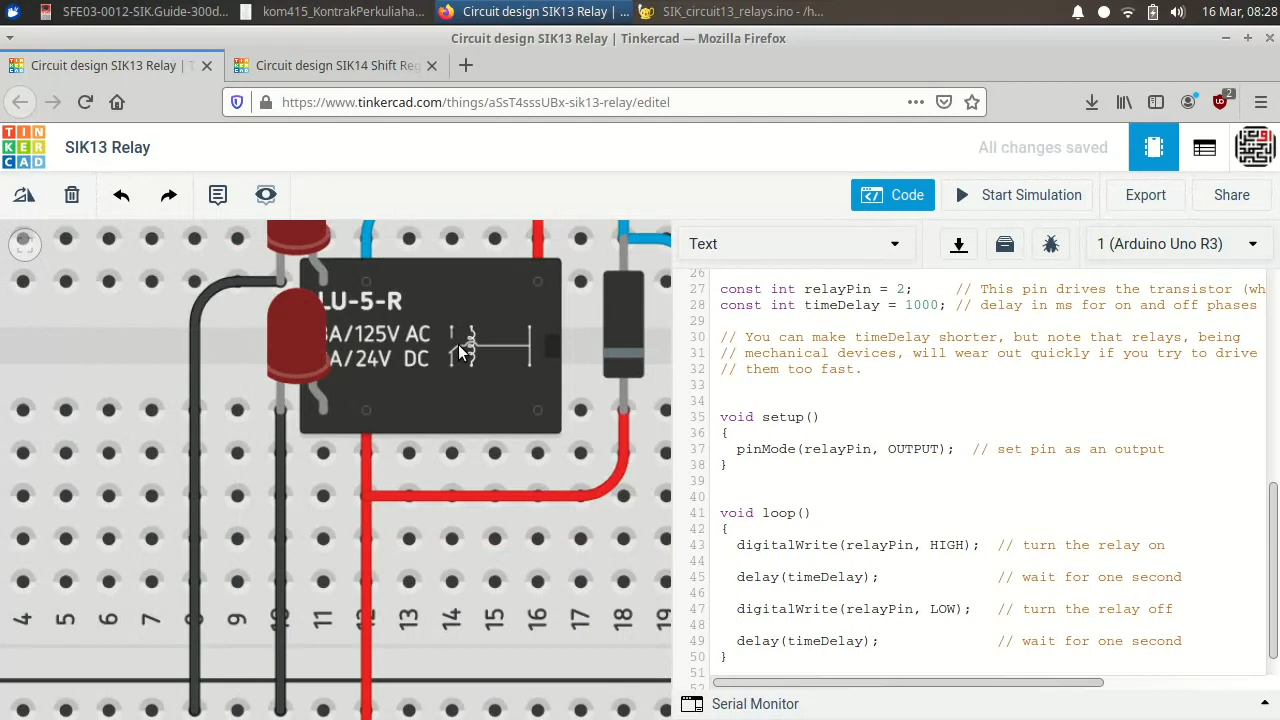 SFE03-0012-SIK.Guide-300d...
kom415_KontrakPerkuliaha...
Circuit design SIK13 Relay | ...
SIK_circuit13_relays.ino - /h...
16 Mar, 08:28
Circuit design SIK13 Relay | Tinkercad — Mozilla Firefox
Circuit design SIK13 Relay |
Circuit design SIK14 Shift Reg
https://www.tinkercad.com/things/aSsT4sssUBx-sik13-relay/editel
2
TIN
KER
CAD
SIK13 Relay
All changes saved
Code
Start Simulation
Export
Share
Text
1 (Arduino Uno R3)
LU-5-R
A/125V AC
A/24V DC
4 5 6 7 8 9 10 11 12 13 14 15 16 17 18 19
26
27 const int relayPin = 2; // This pin drives the transistor (wh
28 const int timeDelay = 1000; // delay in ms for on and off phases
29
30 // You can make timeDelay shorter, but note that relays, being
31 // mechanical devices, will wear out quickly if you try to drive
32 // them too fast.
33
34
35 void setup()
36 {
37 pinMode(relayPin, OUTPUT); // set pin as an output
38 }
39
40
41 void loop()
42 {
43 digitalWrite(relayPin, HIGH); // turn the relay on
44
45 delay(timeDelay); // wait for one second
46
47 digitalWrite(relayPin, LOW); // turn the relay off
48
49 delay(timeDelay); // wait for one second
50 }
51
52
Serial Monitor